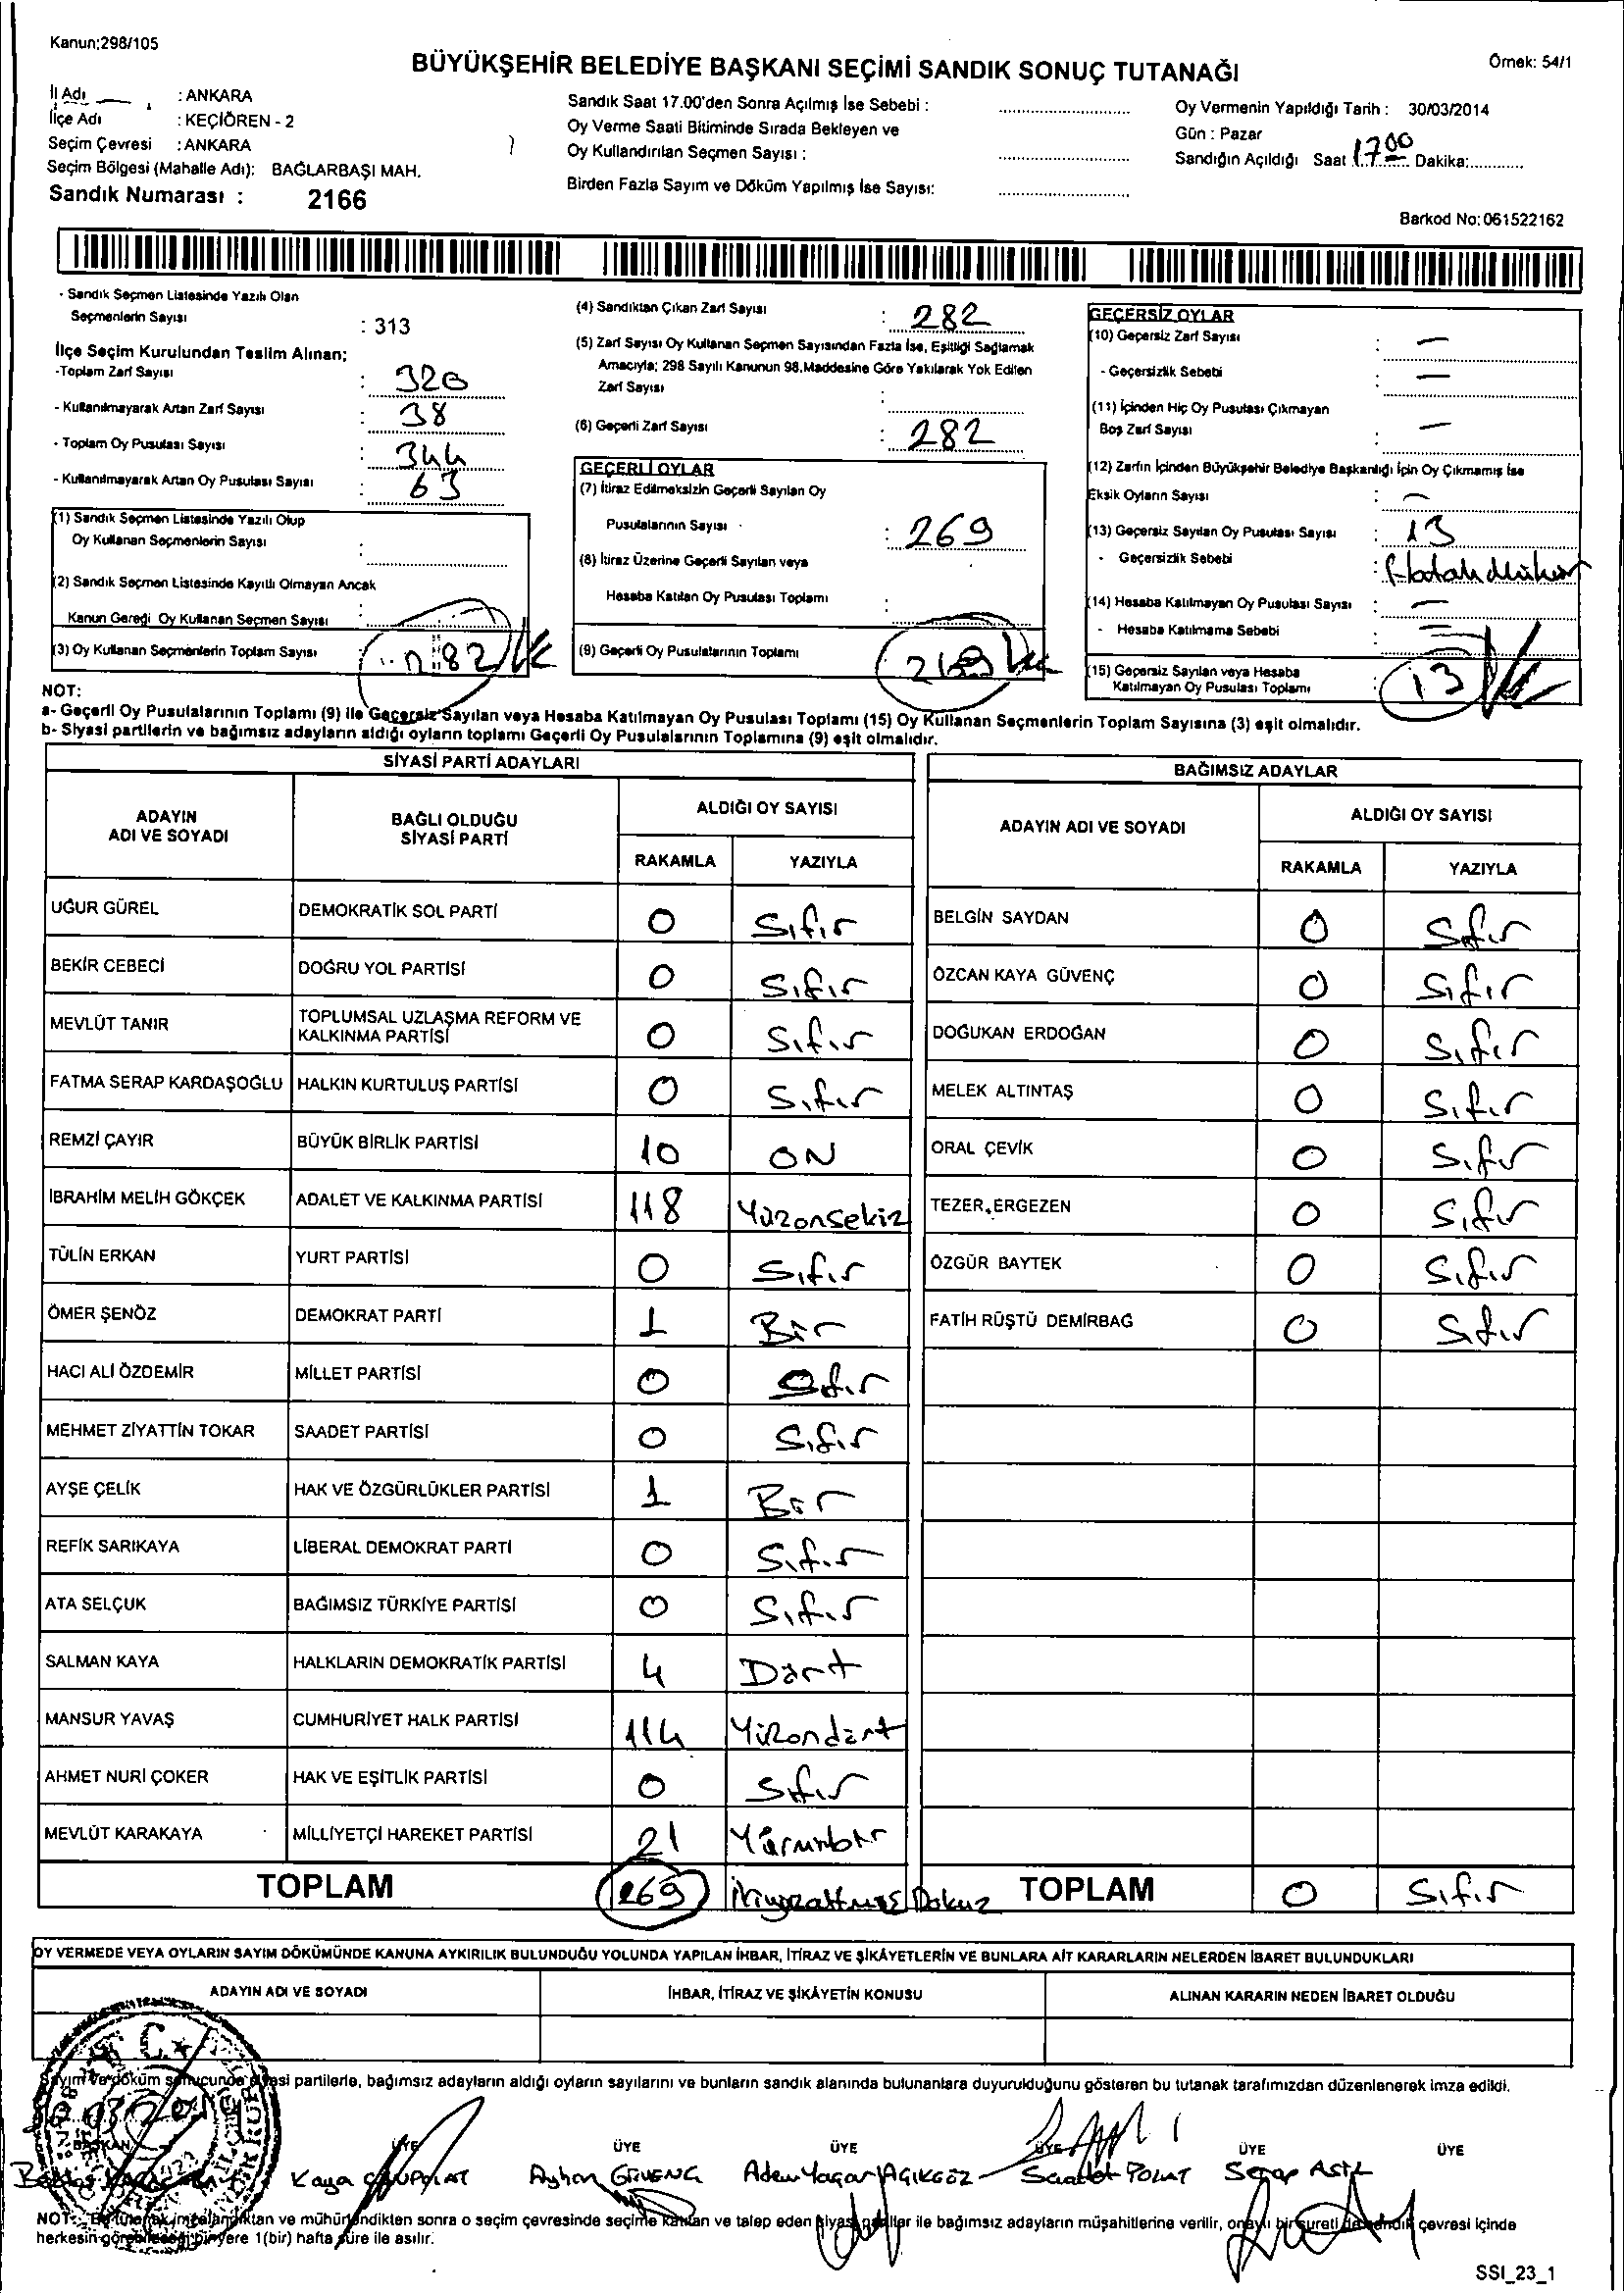 Kanun:298/105
BÜYÜKŞEHİR BELEDİYE BAŞKANI SEÇİMİ SANDIK SONUÇ TUTANAĞI
Örnek: 54/1
İl Adı : ANKARA
İlçe Adı : KEÇİÖREN - 2
Seçim Çevresi : ANKARA
Seçim Bölgesi (Mahalle Adı): BAĞLARBAŞI MAH.
Sandık Numarası : 2166
Sandık Saat 17.00'den Sonra Açılmış İse Sebebi :
Oy Verme Saati Bitiminde Sırada Bekleyen ve
Oy Kullandırılan Seçmen Sayısı :
Birden Fazla Sayım ve Döküm Yapılmış İse Sayısı:
Oy Vermenin Yapıldığı Tarih : 30/03/2014
Gün : Pazar
Sandığın Açıldığı Saat 17.00 Dakika:
Barkod No: 061522162
- Sandık Seçmen Listesinde Yazılı Olan
Seçmenlerin Sayısı : 313
İlçe Seçim Kurulundan Teslim Alınan;
-Toplam Zarf Sayısı : 320
- Kullanılmayarak Artan Zarf Sayısı : 38
- Toplam Oy Pusulası Sayısı : 344
- Kullanılmayarak Artan Oy Pusulası Sayısı : 63
(1) Sandık Seçmen Listesinde Yazılı Olup
Oy Kullanan Seçmenlerin Sayısı :
(2) Sandık Seçmen Listesinde Kayıtlı Olmayan Ancak
Kanun Gereği Oy Kullanan Seçmen Sayısı :
(3) Oy Kullanan Seçmenlerin Toplam Sayısı : 282
(4) Sandıktan Çıkan Zarf Sayısı : 282
(5) Zarf Sayısı Oy Kullanan Seçmen Sayısından Fazla İse, Eşitliği Sağlamak
Amacıyla; 298 Sayılı Kanunun 98.Maddesine Göre Yakılarak Yok Edilen
Zarf Sayısı :
(6) Geçerli Zarf Sayısı : 282
GEÇERLİ OYLAR
(7) İtiraz Edilmeksizin Geçerli Sayılan Oy
Pusulalarının Sayısı : 269
(8) İtiraz Üzerine Geçerli Sayılan veya
Hesaba Katılan Oy Pusulası Toplamı :
(9) Geçerli Oy Pusulalarının Toplamı 269
GEÇERSİZ OYLAR
(10) Geçersiz Zarf Sayısı : —
- Geçersizlik Sebebi : —
(11) İçinden Hiç Oy Pusulası Çıkmayan
Boş Zarf Sayısı : —
(12) Zarfın İçinden Büyükşehir Belediye Başkanlığı İçin Oy Çıkmamış İse
Eksik Oyların Sayısı : —
(13) Geçersiz Sayılan Oy Pusulası Sayısı : 13
- Geçersizlik Sebebi :
(14) Hesaba Katılmayan Oy Pusulası Sayısı : —
- Hesaba Katılmama Sebebi : —
(15) Geçersiz Sayılan veya Hesaba
Katılmayan Oy Pusulası Toplamı : 13
NOT:
a- Geçerli Oy Pusulalarının Toplamı (9) ile Geçersiz Sayılan veya Hesaba Katılmayan Oy Pusulası Toplamı (15) Oy Kullanan Seçmenlerin Toplam Sayısına (3) eşit olmalıdır.
b- Siyasi partilerin ve bağımsız adayların aldığı oyların toplamı Geçerli Oy Pusulalarının Toplamına (9) eşit olmalıdır.
SİYASİ PARTİ ADAYLARI
ADAYIN ADI VE SOYADI BAĞLI OLDUĞU SİYASİ PARTİ ALDIĞI OY SAYISI
RAKAMLA YAZIYLA
UĞUR GÜREL DEMOKRATİK SOL PARTİ 0 Sıfır
BEKİR CEBECİ DOĞRU YOL PARTİSİ 0 Sıfır
MEVLÜT TANIR TOPLUMSAL UZLAŞMA REFORM VE KALKINMA PARTİSİ 0 Sıfır
FATMA SERAP KARDAŞOĞLU HALKIN KURTULUŞ PARTİSİ 0 Sıfır
REMZİ ÇAYIR BÜYÜK BİRLİK PARTİSİ 10 ON
İBRAHİM MELİH GÖKÇEK ADALET VE KALKINMA PARTİSİ 118 Yüzonsekiz
TÜLİN ERKAN YURT PARTİSİ 0 Sıfır
ÖMER ŞENÖZ DEMOKRAT PARTİ 1 Bir
HACI ALİ ÖZDEMİR MİLLET PARTİSİ 0 Sıfır
MEHMET ZİYATTİN TOKAR SAADET PARTİSİ 0 Sıfır
AYŞE ÇELİK HAK VE ÖZGÜRLÜKLER PARTİSİ 1 Bir
REFİK SARIKAYA LİBERAL DEMOKRAT PARTİ 0 Sıfır
ATA SELÇUK BAĞIMSIZ TÜRKİYE PARTİSİ 0 Sıfır
SALMAN KAYA HALKLARIN DEMOKRATİK PARTİSİ 4 Dört
MANSUR YAVAŞ CUMHURİYET HALK PARTİSİ 114 Yüzondört
AHMET NURİ ÇOKER HAK VE EŞİTLİK PARTİSİ 0 Sıfır
MEVLÜT KARAKAYA MİLLİYETÇİ HAREKET PARTİSİ 21 Yirmibir
TOPLAM 269 İkiyüzaltmış Dokuz
BAĞIMSIZ ADAYLAR
ADAYIN ADI VE SOYADI ALDIĞI OY SAYISI
RAKAMLA YAZIYLA
BELGİN SAYDAN 0 Sıfır
ÖZCAN KAYA GÜVENÇ 0 Sıfır
DOĞUKAN ERDOĞAN 0 Sıfır
MELEK ALTINTAŞ 0 Sıfır
ORAL ÇEVİK 0 Sıfır
TEZER ERGEZEN 0 Sıfır
ÖZGÜR BAYTEK 0 Sıfır
FATİH RÜŞTÜ DEMİRBAĞ 0 Sıfır
TOPLAM 0 Sıfır
OY VERMEDE VEYA OYLARIN SAYIM DÖKÜMÜNDE KANUNA AYKIRILIK BULUNDUĞU YOLUNDA YAPILAN İHBAR, İTİRAZ VE ŞİKÂYETLERİN VE BUNLARA AİT KARARLARIN NELERDEN İBARET BULUNDUKLARI
ADAYIN ADI VE SOYADI İHBAR, İTİRAZ VE ŞİKÂYETİN KONUSU ALINAN KARARIN NEDEN İBARET OLDUĞU
Sayım ve döküm sonucunda siyasi partilerle, bağımsız adayların aldığı oyların sayılarını ve bunların sandık alanında bulunanlara duyurulduğunu gösteren bu tutanak tarafımızdan düzenlenerek imza edildi.
BAŞKAN ÜYE ÜYE ÜYE ÜYE ÜYE ÜYE
Kaya Ayhan GÜVENÇ Adem Yaşar AÇIKGÖZ Saadet POLAT Serap
NOT: Bu tutanak imzalandıktan ve mühürlendikten sonra o seçim çevresinde seçime katılan ve talep eden siyasi partiler ile bağımsız adayların müşahitlerine verilir, onaylı bir sureti de sandık çevresi içinde
herkesin görebileceği bir yere 1(bir) hafta süre ile asılır.
SSI_23_1